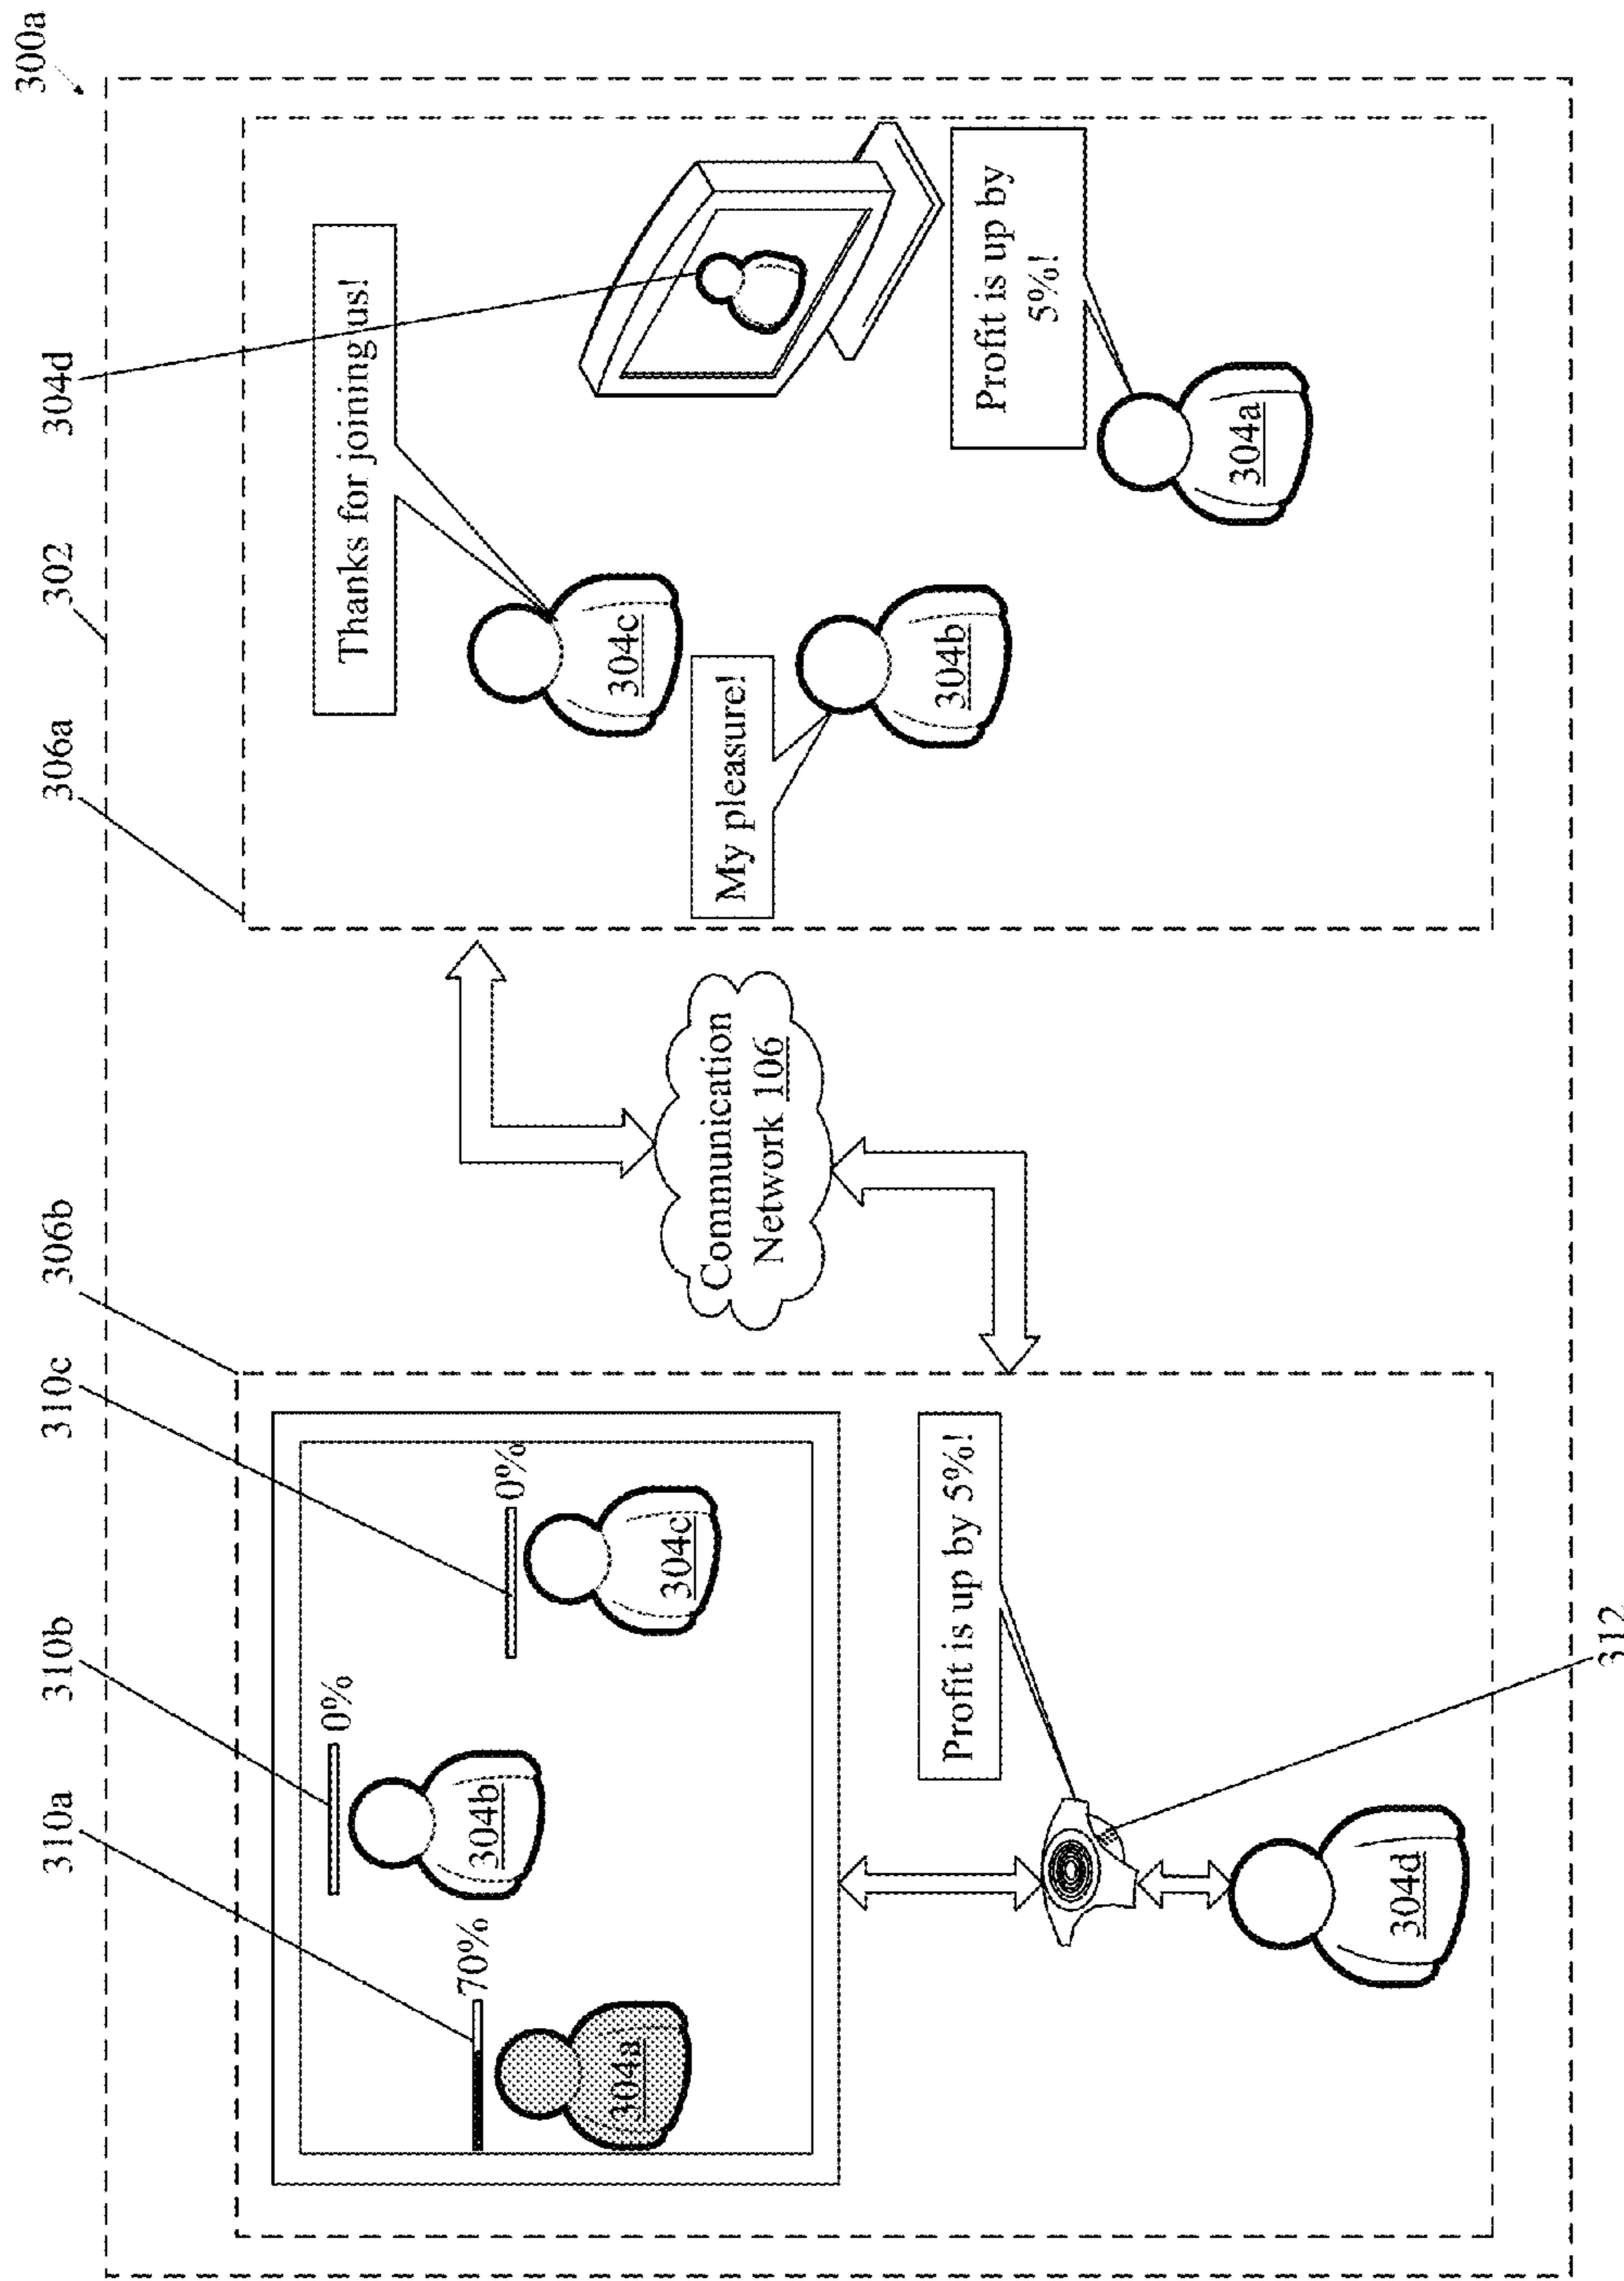 300a
310a
310b
310c
306b
306a
302
304d
0%
70%
0%
304b
304a
304c
Profit is up by 5%!
304d
312
Communication
Network 106
Thanks for joining us!
304c
My pleasure!
304b
Profit is up by
5%!
304a